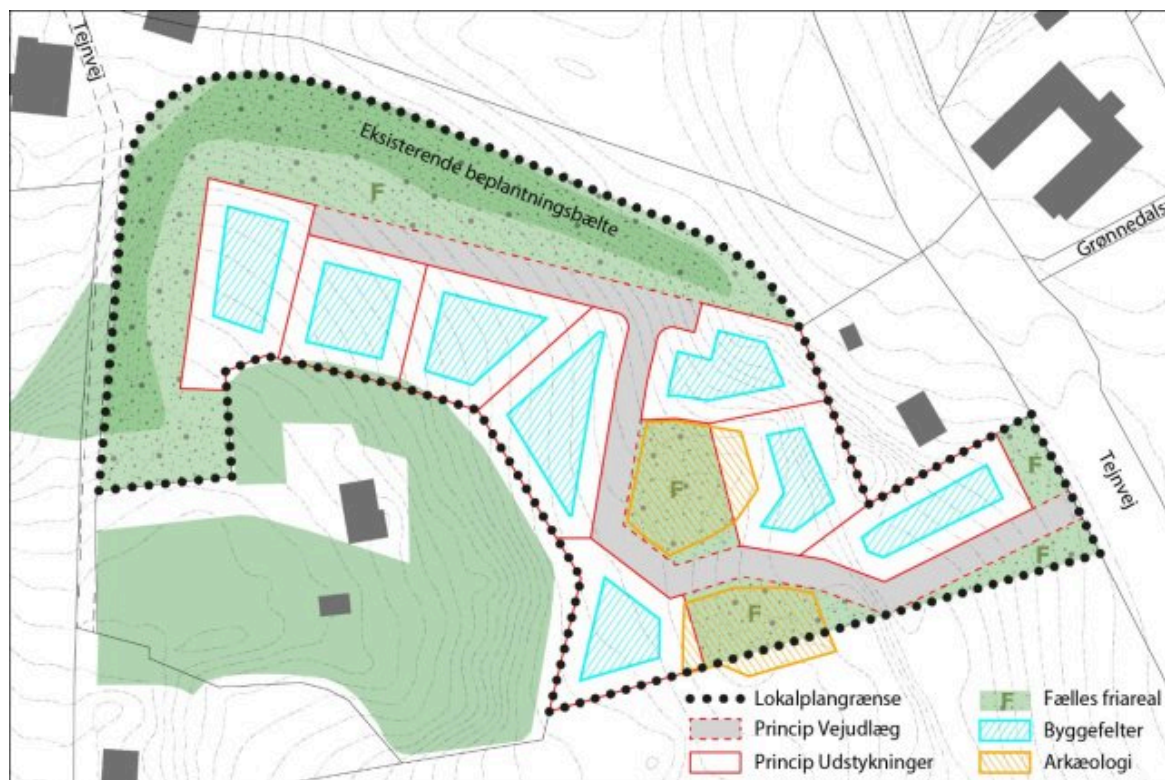 Tejnvej
Eksisterende beplantningsbælte
F
Grønnedals
F
F
Tejnvej
F
F
Lokalplangrænse
Princip Vejudlæg
Princip Udstykninger
F Fælles friareal
Byggefelter
Arkæologi